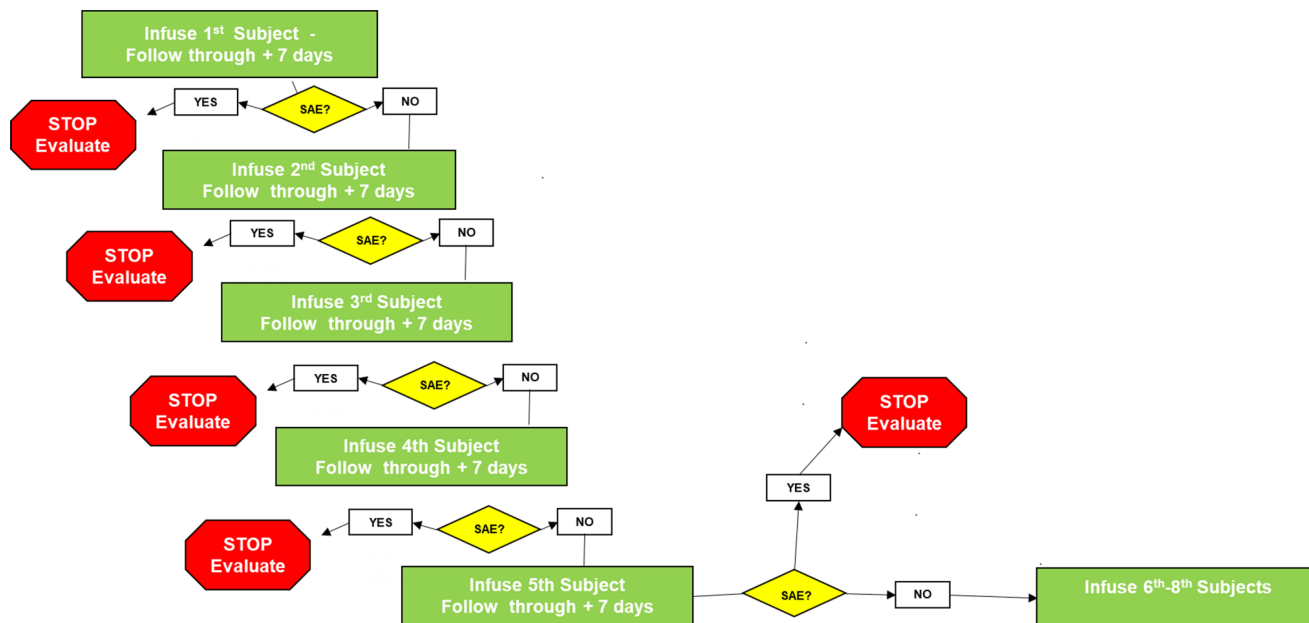 Infuse 1st Subject -
Follow through + 7 days
YES
SAE?
NO
STOP
Evaluate
Infuse 2nd Subject
Follow through + 7 days
YES
SAE?
NO
STOP
Evaluate
Infuse 3rd Subject
Follow through + 7 days
YES
SAE?
NO
STOP
Evaluate
Infuse 4th Subject
Follow through + 7 days
YES
SAE?
NO
STOP
Evaluate
Infuse 5th Subject
Follow through + 7 days
SAE?
YES
STOP
Evaluate
NO
Infuse 6th-8th Subjects